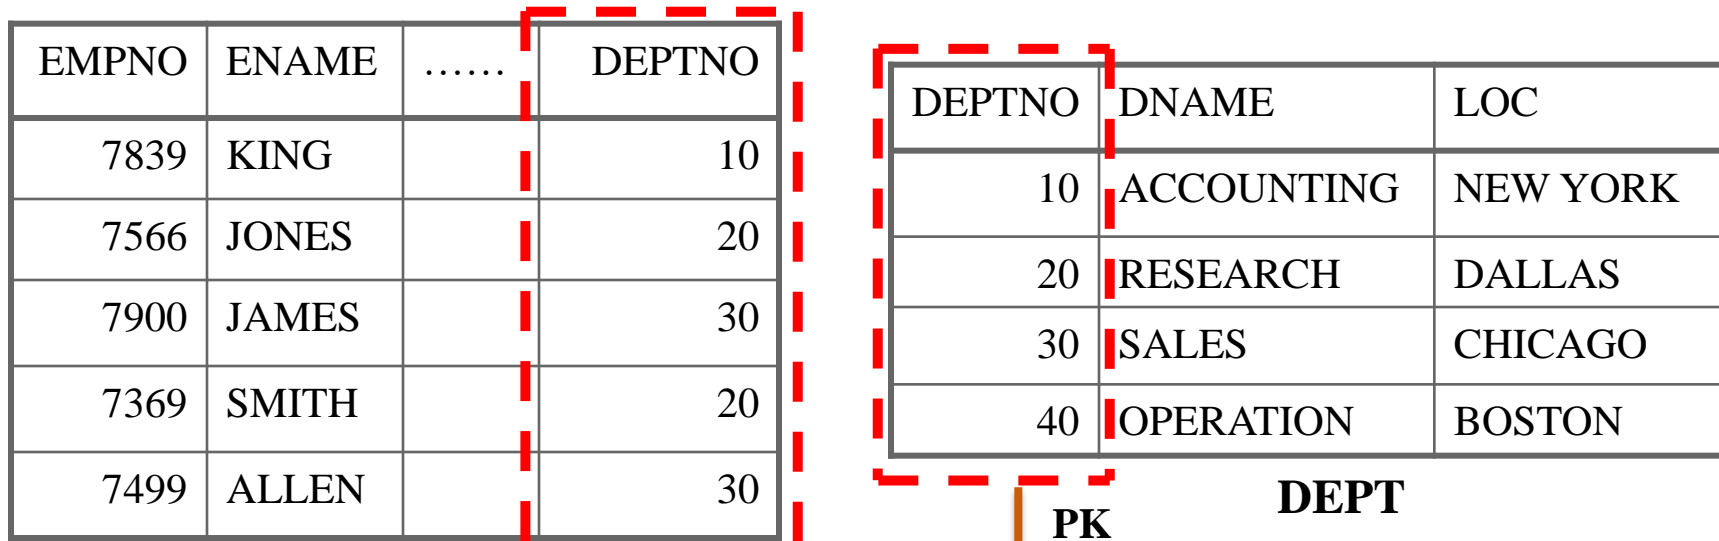 EMPNO ENAME ...... DEPTNO
7839 KING 10
7566 JONES 20
7900 JAMES 30
7369 SMITH 20
7499 ALLEN 30
DEPTNO DNAME LOC
10 ACCOUNTING NEW YORK
20 RESEARCH DALLAS
30 SALES CHICAGO
40 OPERATION BOSTON
DEPT
PK